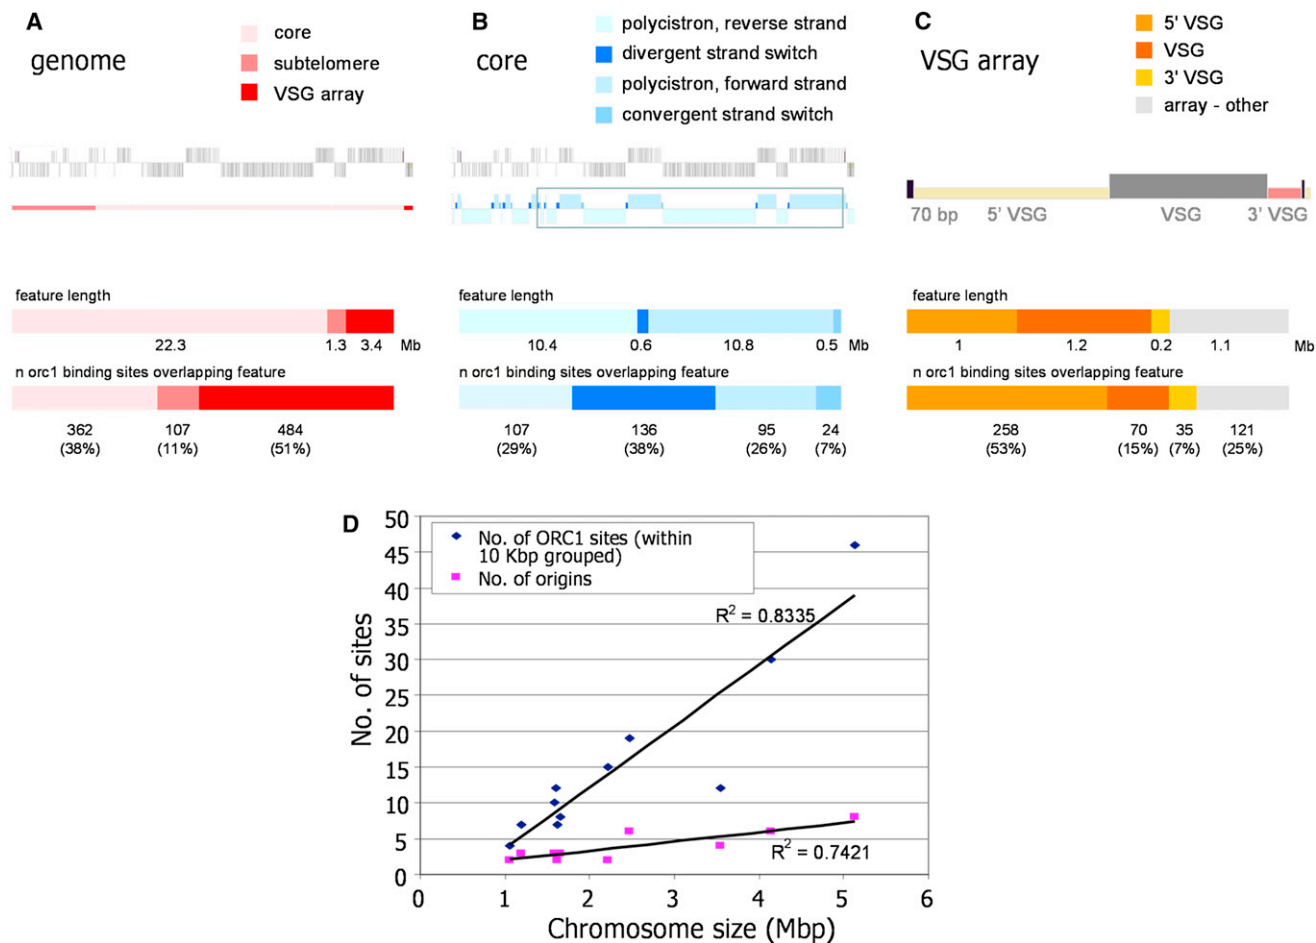 A
genome
core
subtelomere
VSG array
B
core
polycistron, reverse strand
divergent strand switch
polycistron, forward strand
convergent strand switch
C
VSG array
5' VSG
VSG
3' VSG
array - other
70 bp 5' VSG VSG 3' VSG
feature length
22.3 1.3 3.4 Mb
n orc1 binding sites overlapping feature
362 107 484
(38%) (11%) (51%)
feature length
10.4 0.6 10.8 0.5 Mb
n orc1 binding sites overlapping feature
107 136 95 24
(29%) (38%) (26%) (7%)
feature length
1 1.2 0.2 1.1 Mb
n orc1 binding sites overlapping feature
258 70 35 121
(53%) (15%) (7%) (25%)
D
No. of ORC1 sites (within
10 Kbp grouped)
No. of origins
R² = 0.8335
R² = 0.7421
No. of sites
50
45
40
35
30
25
20
15
10
5
0
0 1 2 3 4 5 6
Chromosome size (Mbp)